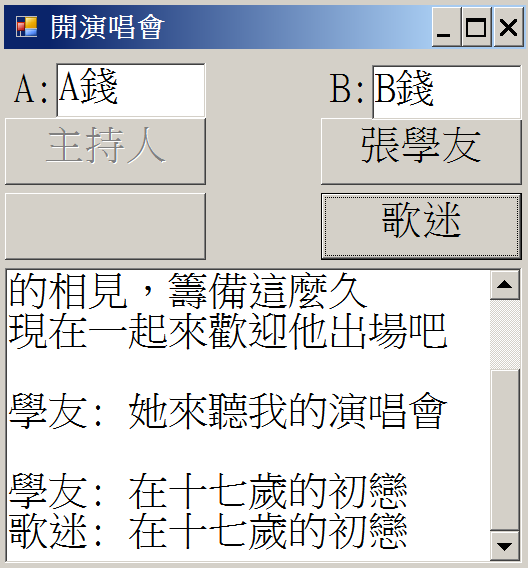 開演唱會
A: A錢 B: B錢
主持人 張學友
歌迷
的相見，籌備這麼久
現在一起來歡迎他出場吧
學友: 她來聽我的演唱會
學友: 在十七歲的初戀
歌迷: 在十七歲的初戀